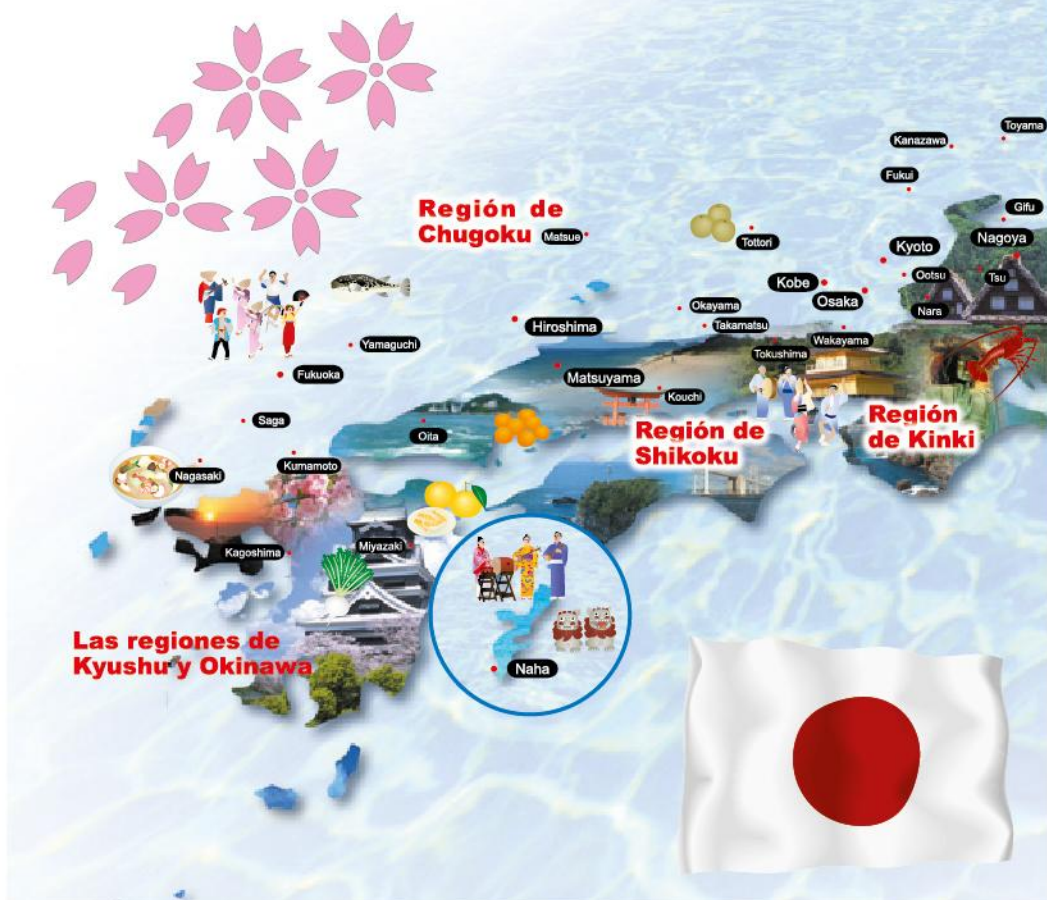 Toyama
Kanazawa
Fukui
Gifu
Región de
Chugoku
Matsue
Tottori
Kyoto
Nagoya
Ootsu
Tsu
Kobe
Osaka
Nara
Okayama
Takamatsu
Hiroshima
Wakayama
Yamaguchi
Tokushima
Fukuoka
Matsuyama
Kouchi
Saga
Oita
Región de
Shikoku
Región
de Kinki
Nagasaki
Kumamoto
Kagoshima
Miyazaki
Las regiones de
Kyushu y Okinawa
Naha